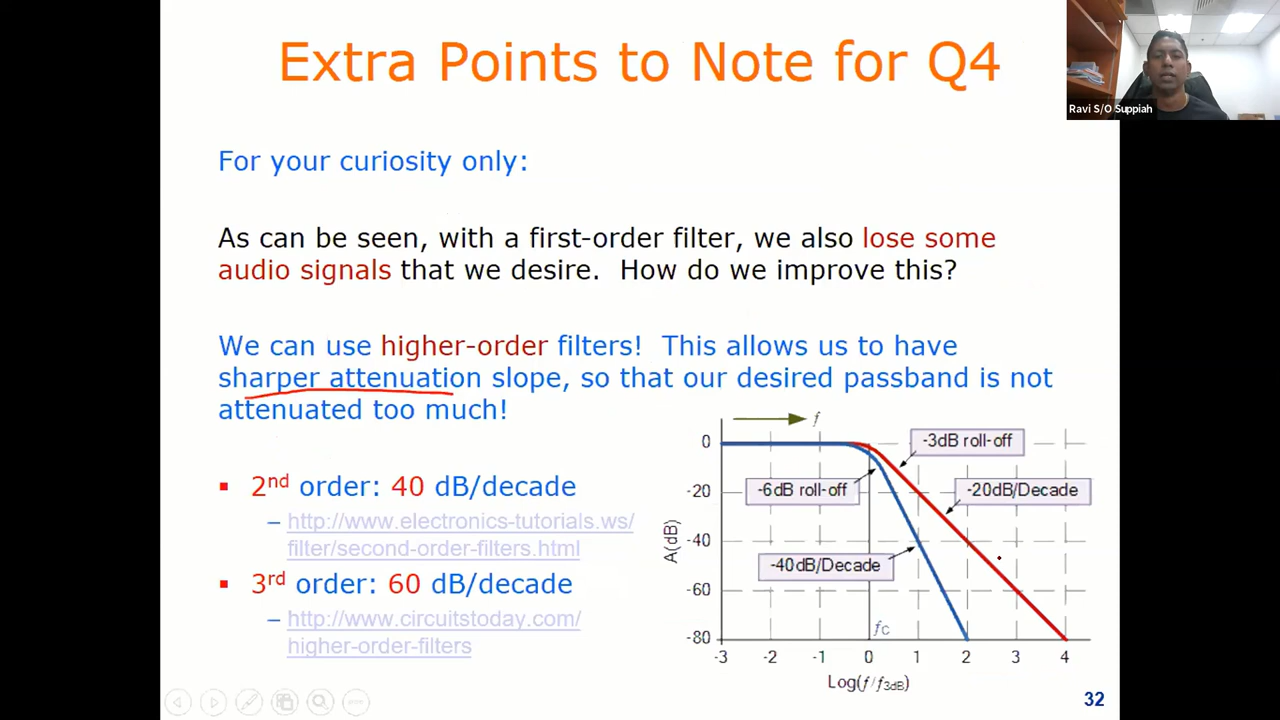 Extra Points to Note for Q4
Ravi S/O Suppiah
For your curiosity only:
As can be seen, with a first-order filter, we also lose some
audio signals that we desire. How do we improve this?
We can use higher-order filters! This allows us to have
sharper attenuation slope, so that our desired passband is not
attenuated too much!
2nd order: 40 dB/decade
http://www.electronics-tutorials.ws/
filter/second-order-filters.html
3rd order: 60 dB/decade
http://www.circuitstoday.com/
higher-order-filters
f
0
-20
-40
-60
-80
A(dB)
-3dB roll-off
-6dB roll-off
-20dB/Decade
-40dB/Decade
fc
-3 -2 -1 0 1 2 3 4
Log(f/f3dB)
32